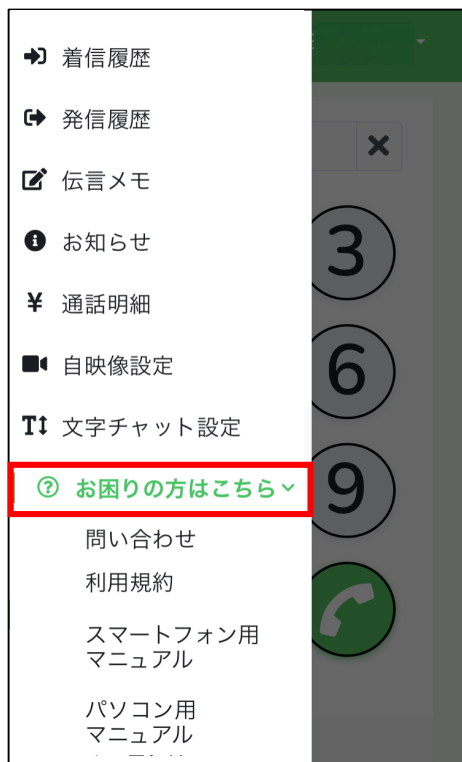 着信履歴
発信履歴
伝言メモ
お知らせ
¥ 通話明細
自映像設定
T↕ 文字チャット設定
お困りの方はこちら
問い合わせ
利用規約
スマートフォン用
マニュアル
パソコン用
マニュアル
3
6
9